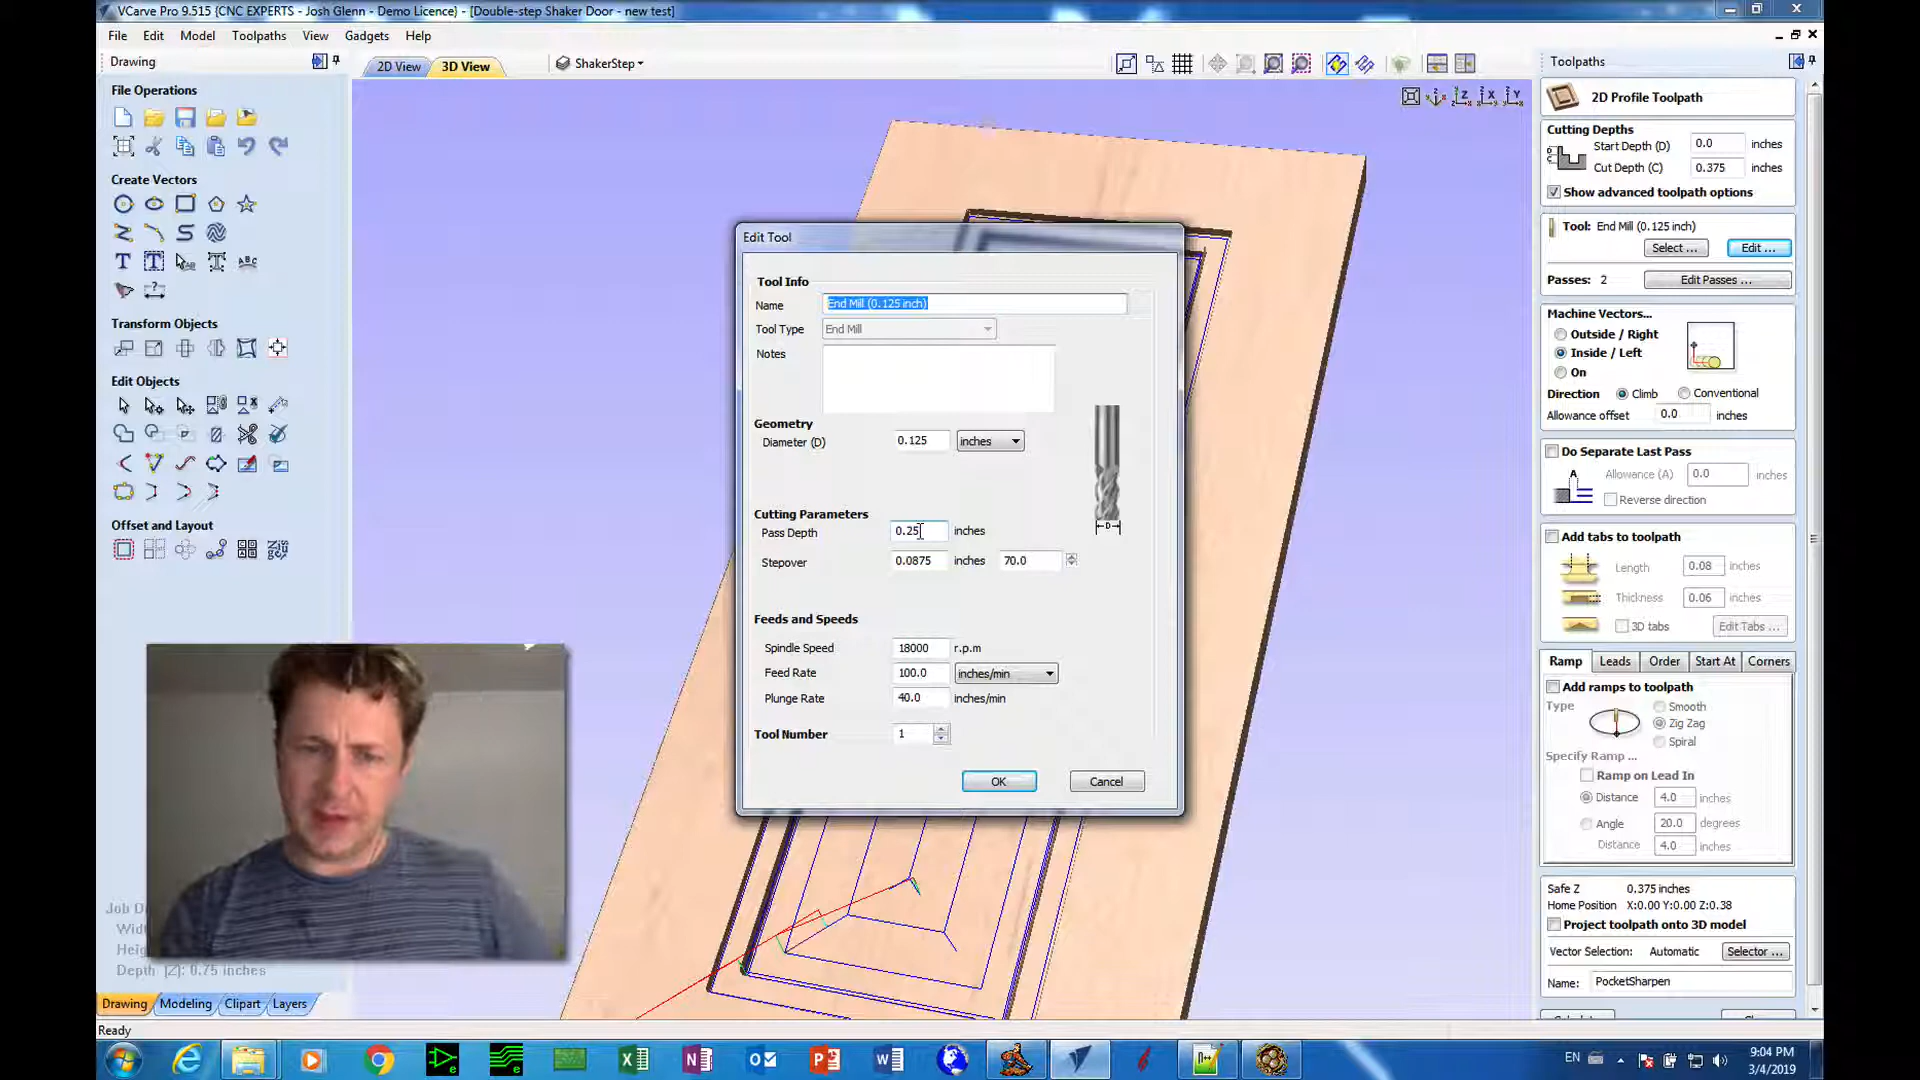 VCarve Pro 9.515 {CNC EXPERTS - Josh Glenn - Demo Licence} - [Double-step Shaker Door - new test]
File Edit Model Toolpaths View Gadgets Help
Drawing
2D View 3D View ShakerStep
File Operations
Create Vectors
Transform Objects
Edit Objects
Offset and Layout
Job D
Wid
Heig
Depth (Z): 0.75 inches
Drawing Modeling Clipart Layers
Ready
Edit Tool
Tool Info
Name End Mill (0.125 inch)
Tool Type End Mill
Notes
Geometry
Diameter (D) 0.125 inches
D
Cutting Parameters
Pass Depth 0.25 inches
Stepover 0.0875 inches 70.0
Feeds and Speeds
Spindle Speed 18000 r.p.m
Feed Rate 100.0 inches/min
Plunge Rate 40.0 inches/min
Tool Number 1
OK Cancel
Toolpaths
2D Profile Toolpath
Cutting Depths
Start Depth (D) 0.0 inches
Cut Depth (C) 0.375 inches
Show advanced toolpath options
Tool: End Mill (0.125 inch)
Select ... Edit ...
Passes: 2 Edit Passes ...
Machine Vectors...
Outside / Right
Inside / Left
On
Direction Climb Conventional
Allowance offset 0.0 inches
Do Separate Last Pass
A Allowance (A) 0.0 inches
Reverse direction
Add tabs to toolpath
Length 0.08 inches
Thickness 0.06 inches
3D tabs Edit Tabs ...
Ramp Leads Order Start At Corners
Add ramps to toolpath
Type Smooth
Zig Zag
Spiral
Specify Ramp ...
Ramp on Lead In
Distance 4.0 inches
Angle 20.0 degrees
Distance 4.0 inches
Safe Z 0.375 inches
Home Position X:0.00 Y:0.00 Z:0.38
Project toolpath onto 3D model
Vector Selection: Automatic Selector ...
Name: PocketSharpen
EN
9:04 PM
3/4/2019